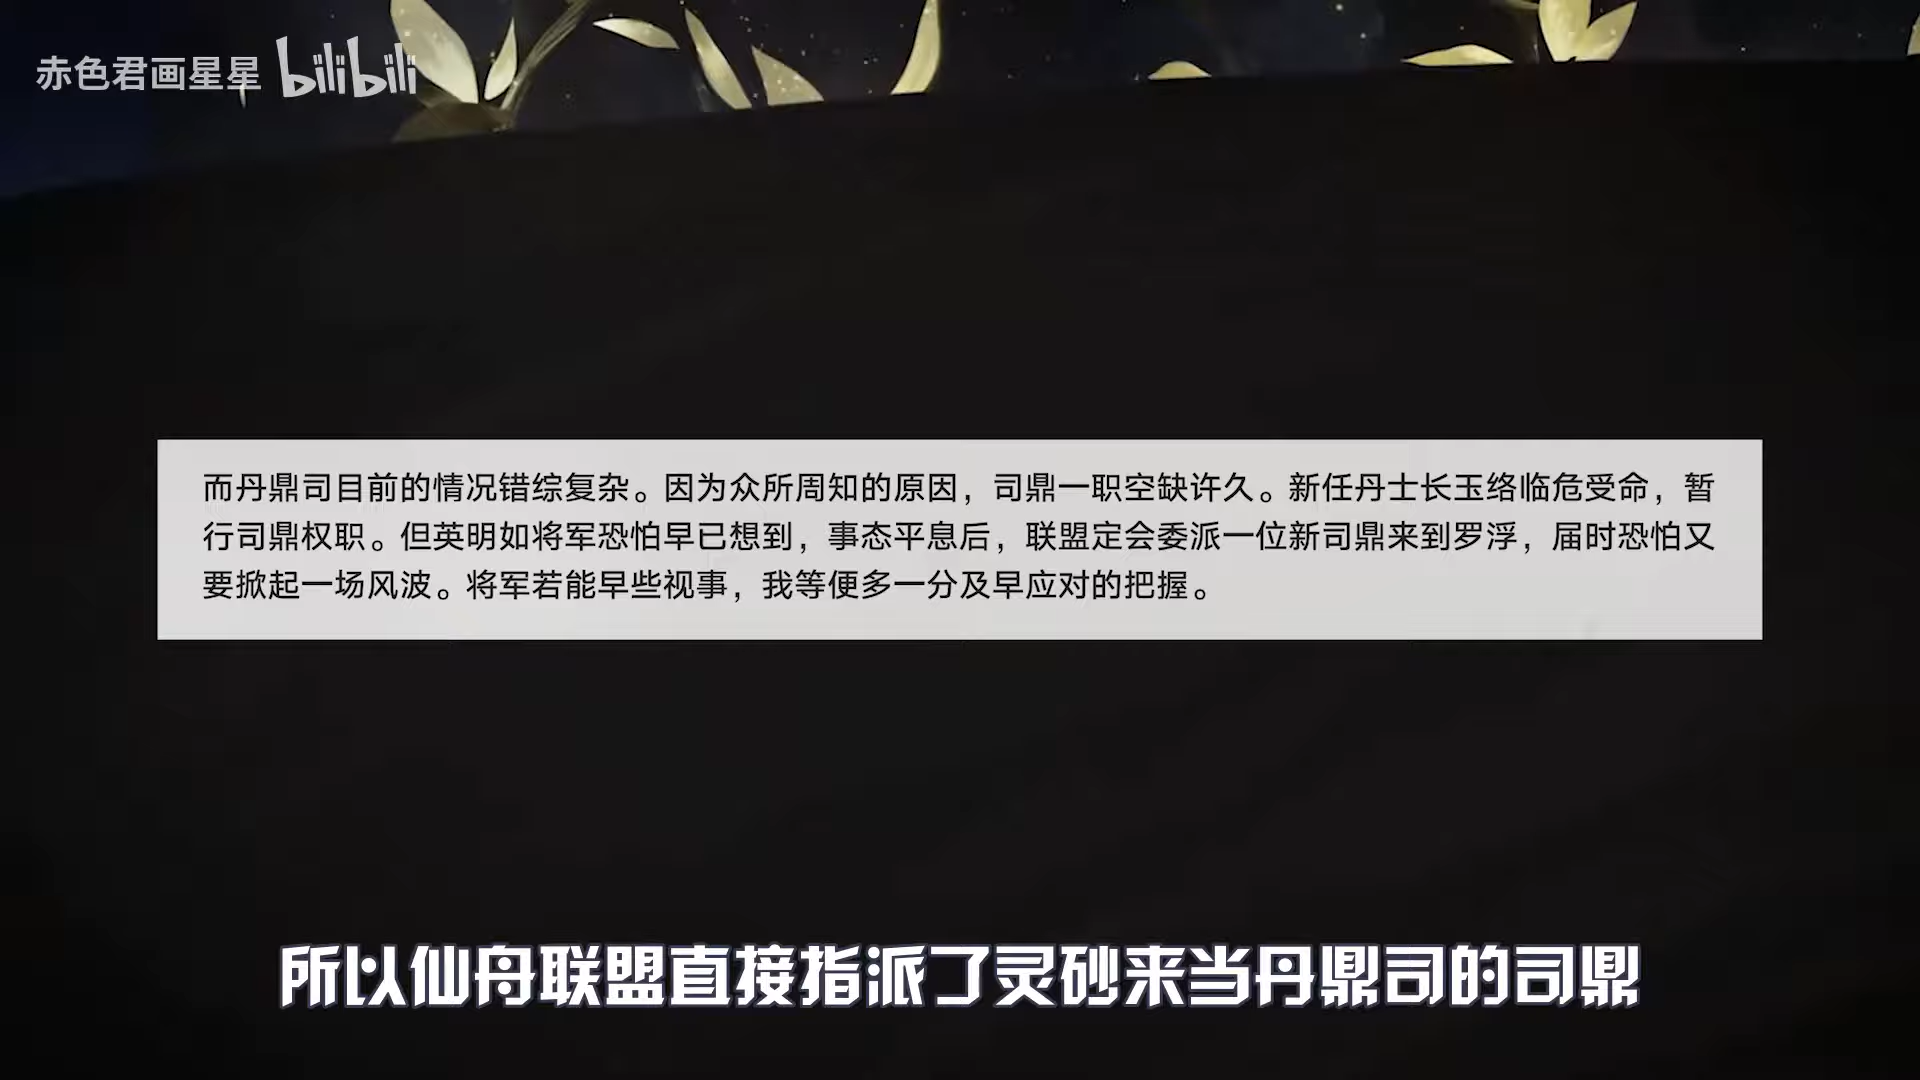 赤色君画星星 bilibili
而丹鼎司目前的情况错综复杂。因为众所周知的原因，司鼎一职空缺许久。新任丹士长玉络临危受命，暂
行司鼎权职。但英明如将军恐怕早已想到，事态平息后，联盟定会委派一位新司鼎来到罗浮，届时恐怕又
要掀起一场风波。将军若能早些视事，我等便多一分及早应对的把握。
所以仙舟联盟直接指派了灵砂来当丹鼎司的司鼎